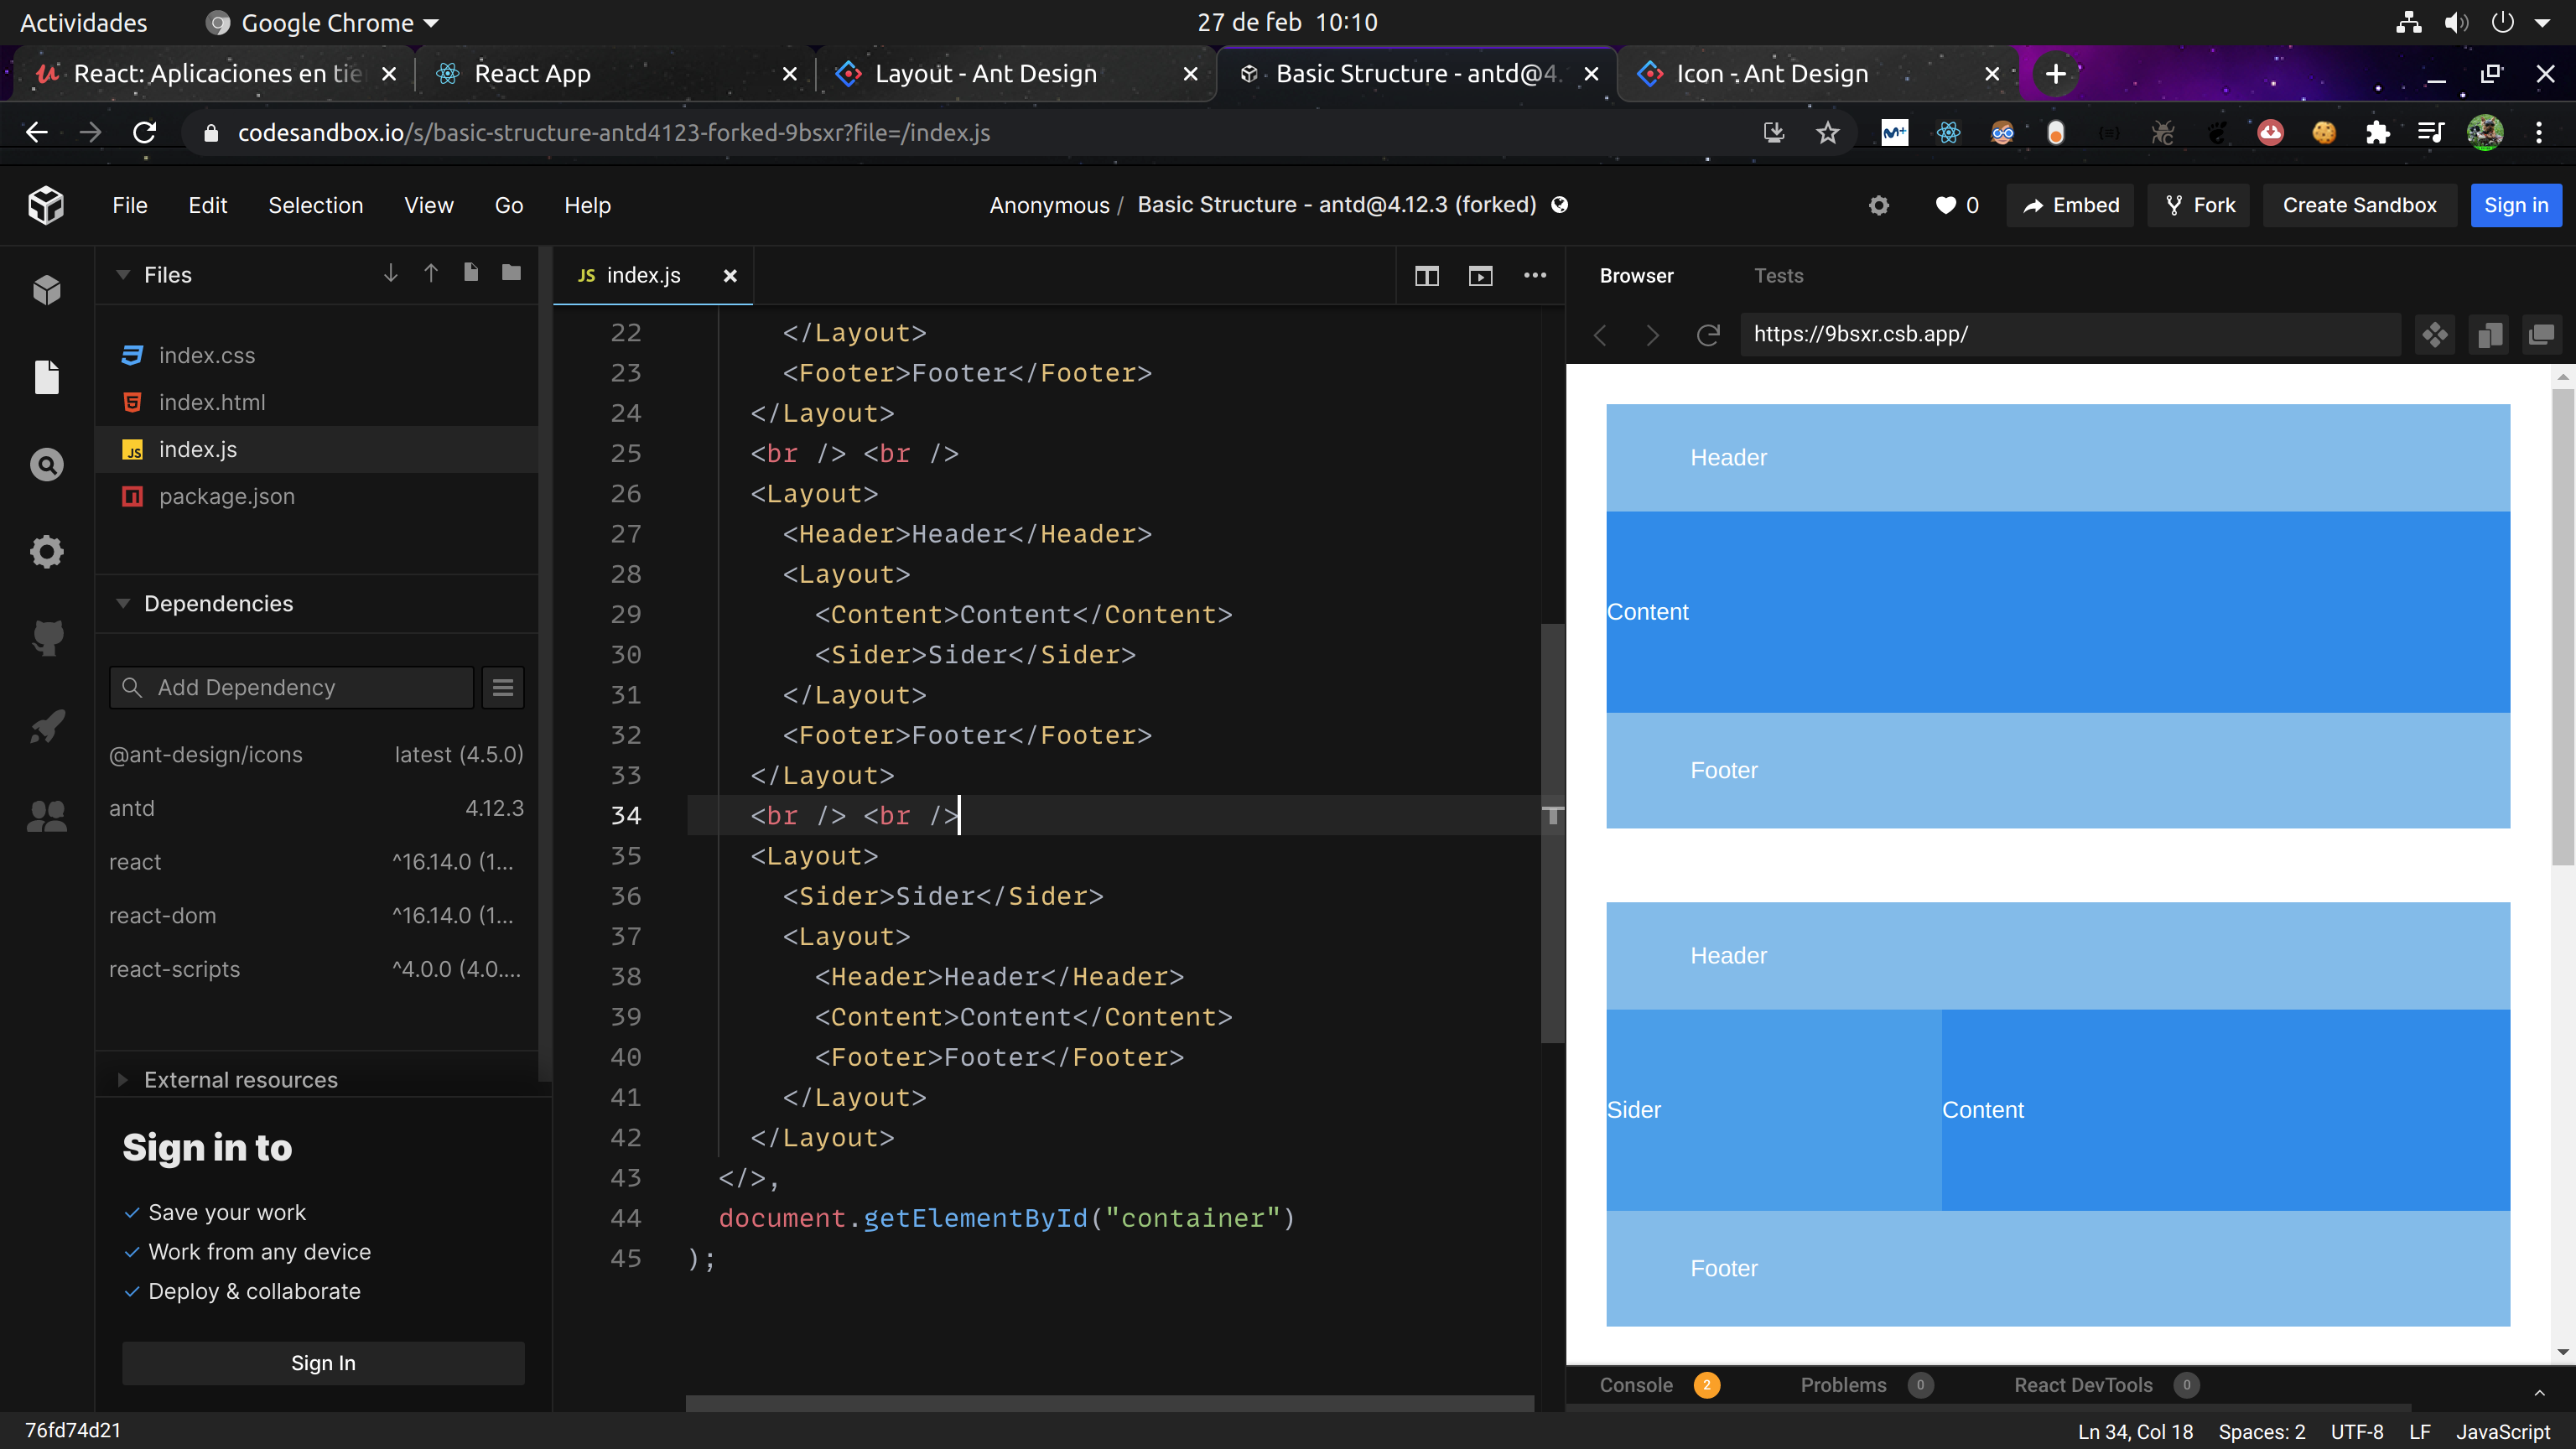 Actividades
Google Chrome
27 de feb 10:10
React: Aplicaciones en tie
React App
Layout - Ant Design
Basic Structure - antd@4.
Icon - Ant Design
codesandbox.io/s/basic-structure-antd4123-forked-9bsxr?file=/index.js
File Edit Selection View Go Help
Anonymous / Basic Structure - antd@4.12.3 (forked)
0
Embed
Fork
Create Sandbox
Sign in
Files
index.css
index.html
JS index.js
package.json
Dependencies
Add Dependency
@ant-design/icons latest (4.5.0)
antd 4.12.3
react ^16.14.0 (1...
react-dom ^16.14.0 (1...
react-scripts ^4.0.0 (4.0....
External resources
Sign in to
Save your work
Work from any device
Deploy & collaborate
Sign In
JS index.js
22 </Layout>
23 <Footer>Footer</Footer>
24 </Layout>
25 <br /> <br />
26 <Layout>
27 <Header>Header</Header>
28 <Layout>
29 <Content>Content</Content>
30 <Sider>Sider</Sider>
31 </Layout>
32 <Footer>Footer</Footer>
33 </Layout>
34 <br /> <br />
35 <Layout>
36 <Sider>Sider</Sider>
37 <Layout>
38 <Header>Header</Header>
39 <Content>Content</Content>
40 <Footer>Footer</Footer>
41 </Layout>
42 </Layout>
43 </>,
44 document.getElementById("container")
45 );
Browser Tests
https://9bsxr.csb.app/
Header
Content
Footer
Header
Sider Content
Footer
Console 2 Problems 0 React DevTools 0
76fd74d21
Ln 34, Col 18 Spaces: 2 UTF-8 LF JavaScript